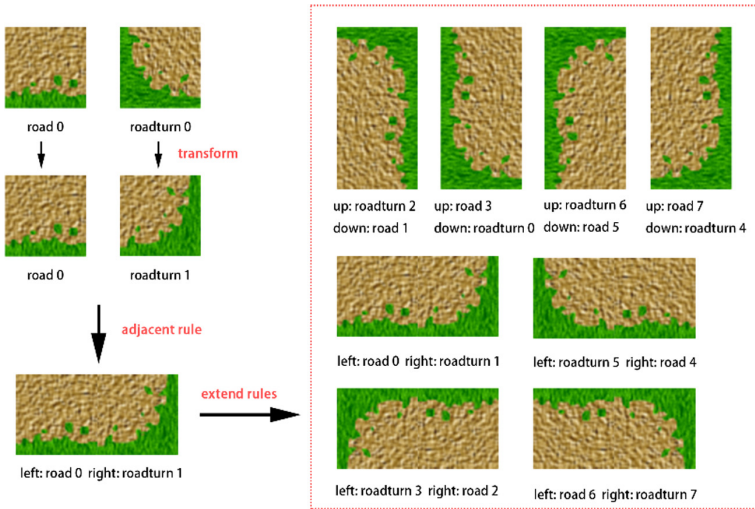 road 0
roadturn 0
transform
road 0
roadturn 1
adjacent rule
left: road 0 right: roadturn 1
extend rules
up: roadturn 2
down: road 1
up: road 3
down: roadturn 0
up: roadturn 6
down: road 5
up: road 7
down: roadturn 4
left: road 0 right: roadturn 1
left: roadturn 5 right: road 4
left: roadturn 3 right: road 2
left: road 6 right: roadturn 7